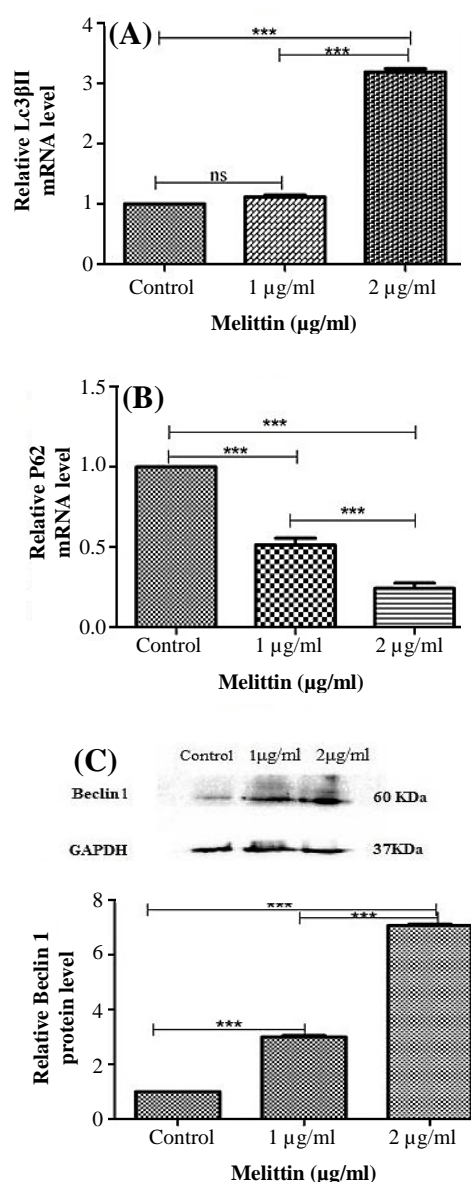 (A)
Relative Lc3βII
mRNA level
4
3
2
1
0
***
***
ns
Control
1 µg/ml
2 µg/ml
Melittin (µg/ml)
(B)
Relative P62
mRNA level
1.5
1.0
0.5
0.0
***
***
***
Control
1 µg/ml
2 µg/ml
Melittin (µg/ml)
(C)
Control 1µg/ml 2µg/ml
Beclin 1 60 KDa
GAPDH 37KDa
Relative Beclin 1
protein level
8
6
4
2
0
***
***
***
Control
1 µg/ml
2 µg/ml
Melittin (µg/ml)